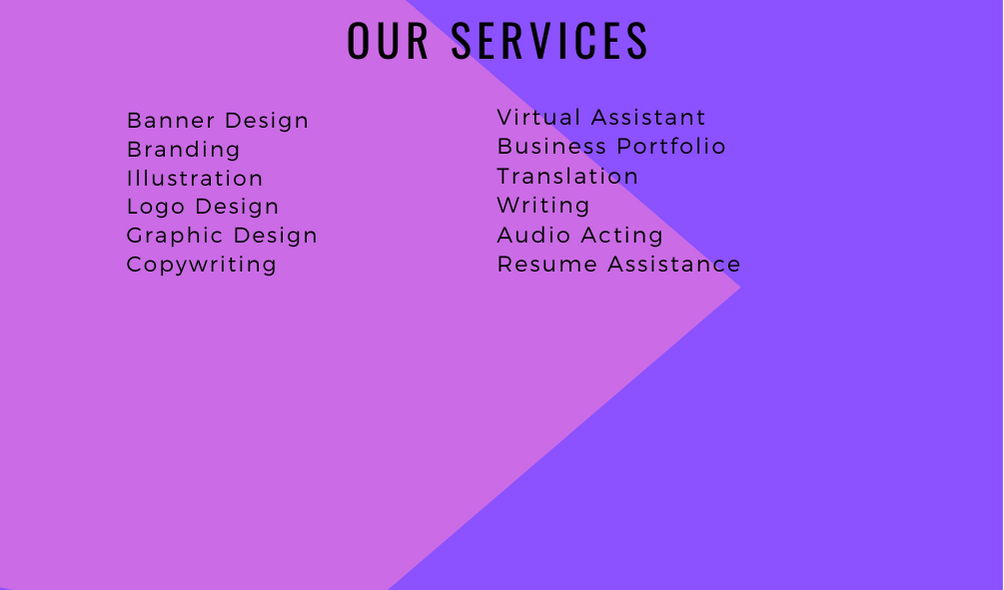 OUR SERVICES
Banner Design
Branding
Illustration
Logo Design
Graphic Design
Copywriting
Virtual Assistant
Business Portfolio
Translation
Writing
Audio Acting
Resume Assistance